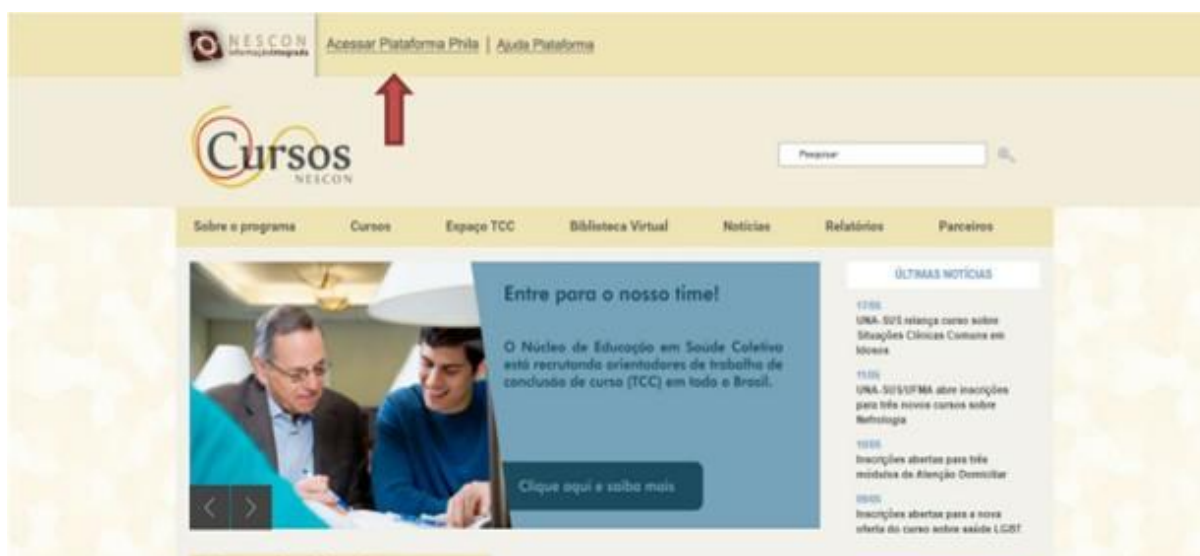 NESCON
informaçãointegrada
Acessar Plataforma Phila | Ajuda Plataforma
Cursos
NESCON
Pesquisar
Sobre o programa Cursos Espaço TCC Biblioteca Virtual Notícias Relatórios Parceiros
Entre para o nosso time!
O Núcleo de Educação em Saúde Coletiva
está recrutando orientadores de trabalho de
conclusão de curso (TCC) em todo o Brasil.
Clique aqui e saiba mais
ÚLTIMAS NOTÍCIAS
UNA-SUS relança curso sobre
Situações Clínicas Comuns em
Idosos
UNA-SUS/UFMA abre inscrições
para três novos cursos sobre
Nefrologia
Inscrições abertas para três
módulos de Atenção Domiciliar
Inscrições abertas para a nova
oferta do curso sobre saúde LGBT